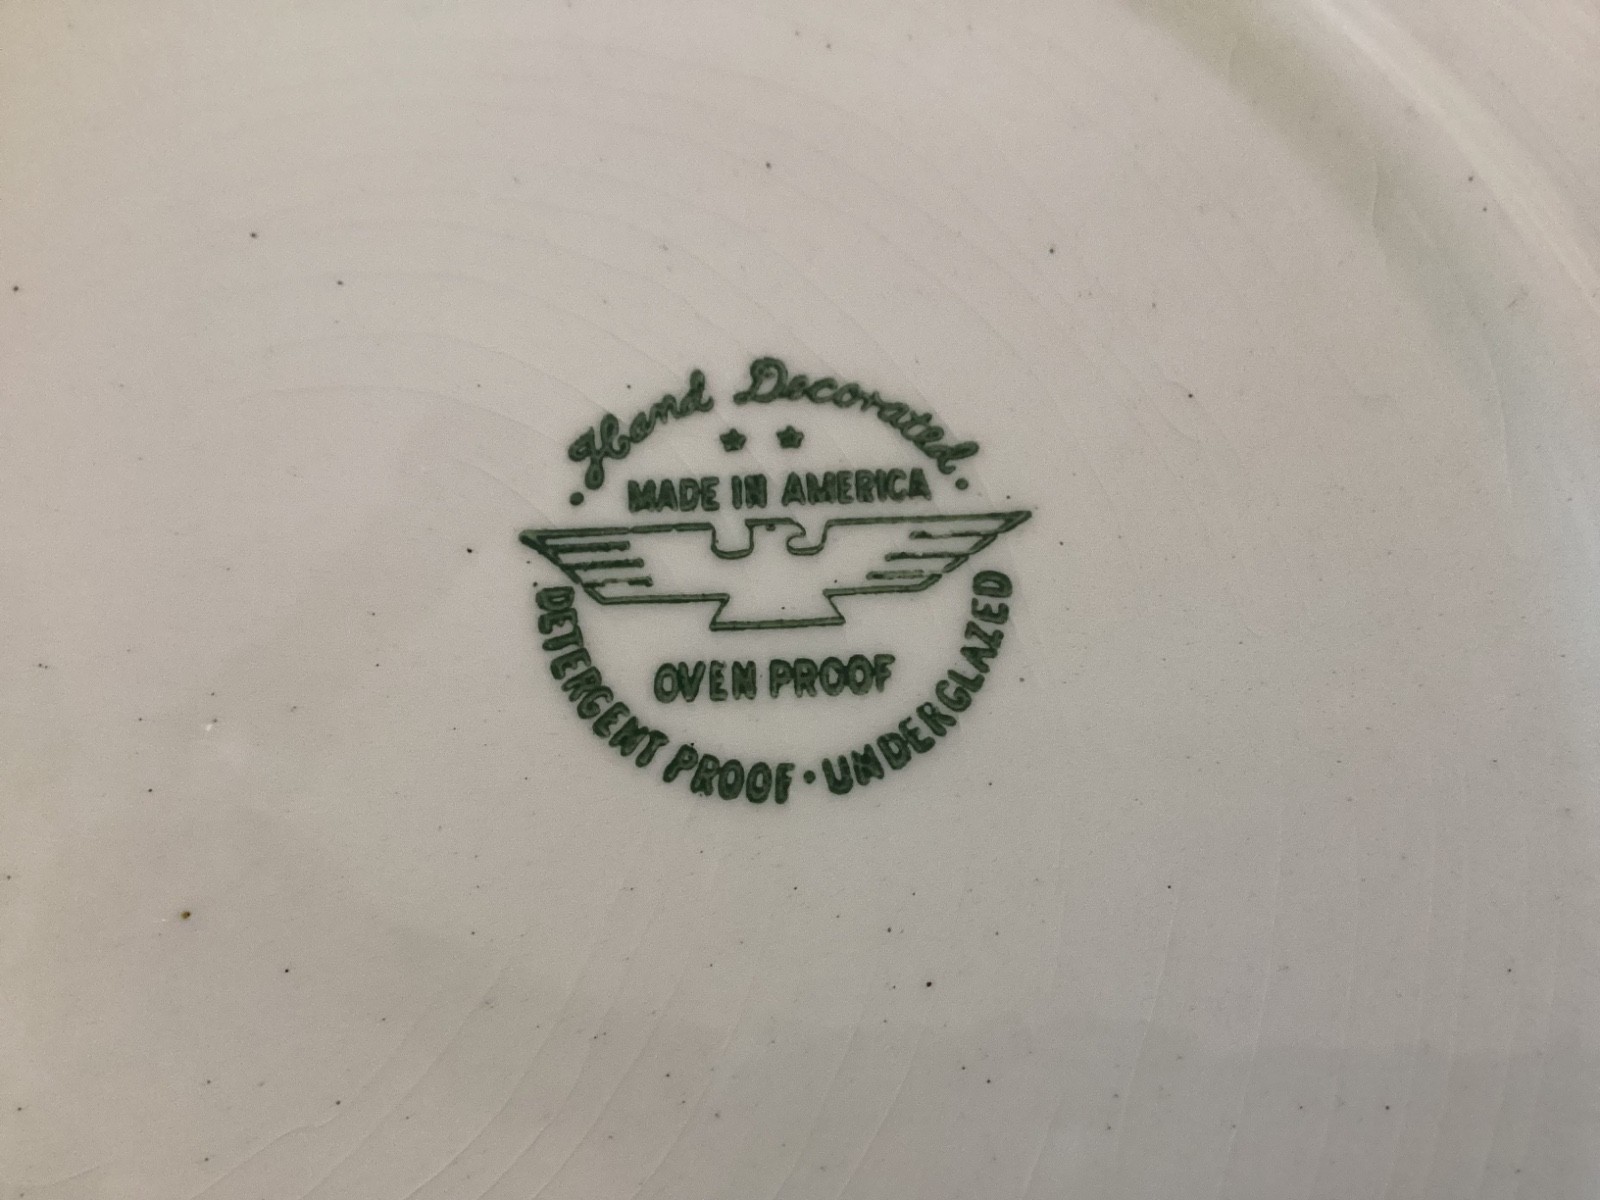 Hand Decorated
MADE IN AMERICA
OVEN PROOF
DETERGENT PROOF · UNDERGLAZED